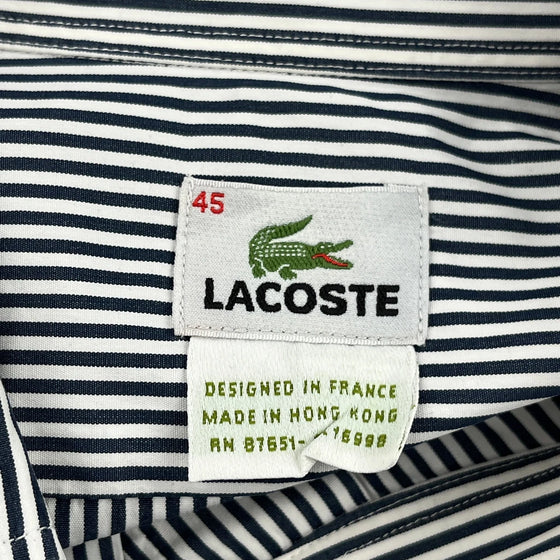 45
LACOSTE
DESIGNED IN FRANCE
MADE IN HONG KONG
RN 87651-